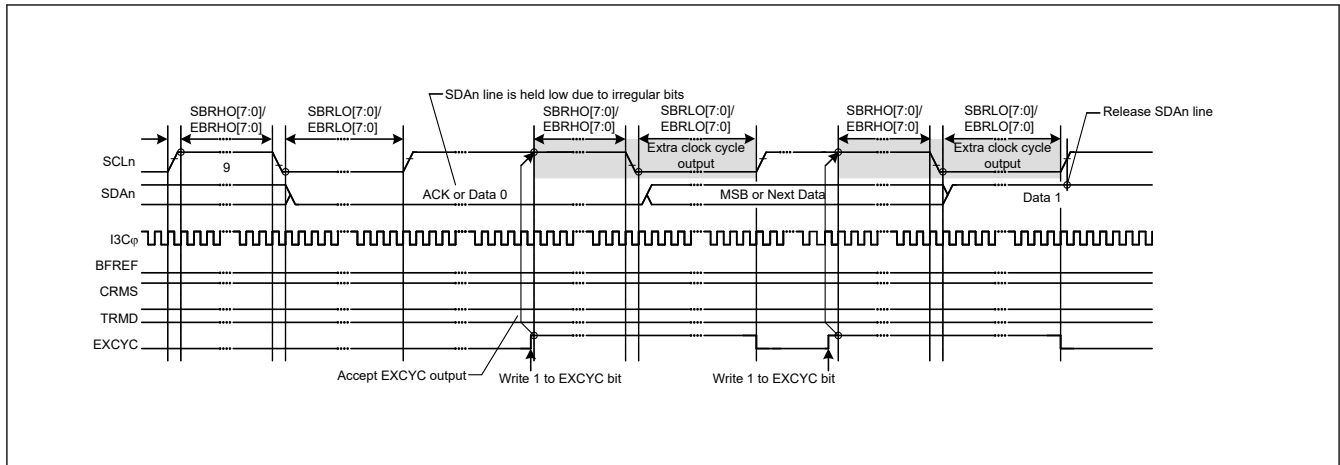 SDAn line is held low due to irregular bits
SBRHO[7:0]/
EBRHO[7:0]
SBRLO[7:0]/
EBRLO[7:0]
SBRHO[7:0]/
EBRHO[7:0]
SBRLO[7:0]/
EBRLO[7:0]
SBRHO[7:0]/
EBRHO[7:0]
SBRLO[7:0]/
EBRLO[7:0]
Release SDAn line
SCLn
9
Extra clock cycle
output
Extra clock cycle
output
SDAn
ACK or Data 0
MSB or Next Data
Data 1
I3Cφ
BFREF
CRMS
TRMD
EXCYC
Accept EXCYC output
Write 1 to EXCYC bit
Write 1 to EXCYC bit